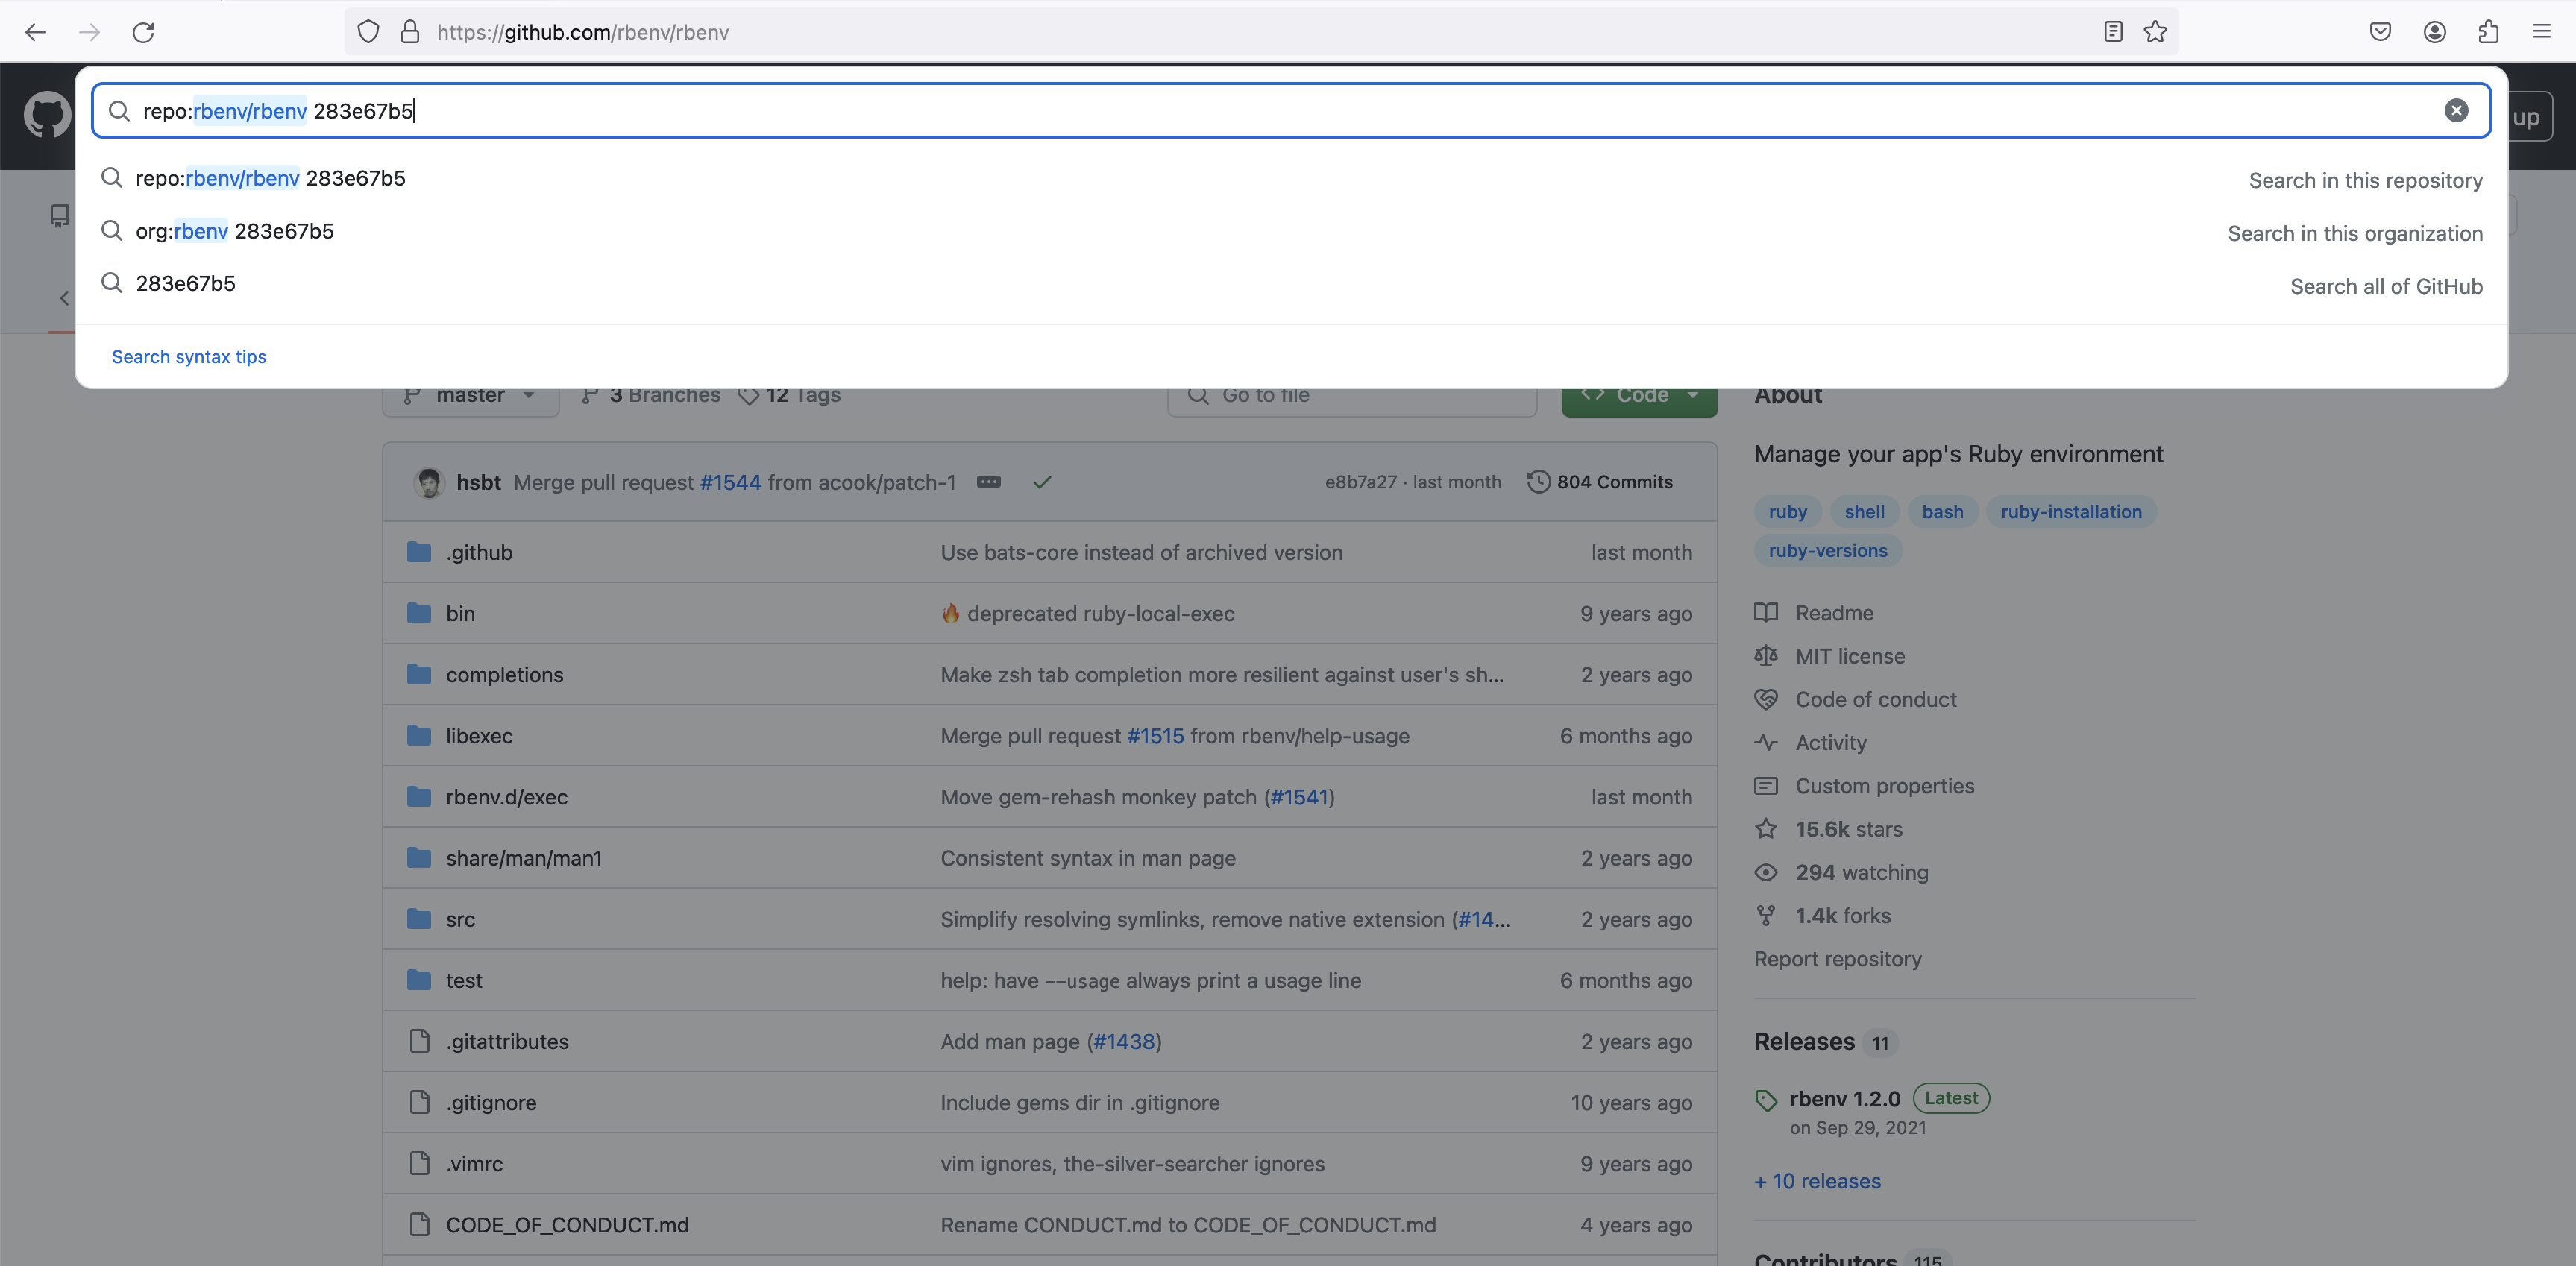 https://github.com/rbenv/rbenv
repo:rbenv/rbenv 283e67b5
up
repo:rbenv/rbenv 283e67b5 Search in this repository
org:rbenv 283e67b5 Search in this organization
283e67b5 Search all of GitHub
Search syntax tips
master 3 Branches 12 Tags Go to file Code
hsbt Merge pull request #1544 from acook/patch-1 e8b7a27 · last month 804 Commits
.github Use bats-core instead of archived version last month
bin 🔥 deprecated ruby-local-exec 9 years ago
completions Make zsh tab completion more resilient against user's sh... 2 years ago
libexec Merge pull request #1515 from rbenv/help-usage 6 months ago
rbenv.d/exec Move gem-rehash monkey patch (#1541) last month
share/man/man1 Consistent syntax in man page 2 years ago
src Simplify resolving symlinks, remove native extension (#14... 2 years ago
test help: have --usage always print a usage line 6 months ago
.gitattributes Add man page (#1438) 2 years ago
.gitignore Include gems dir in .gitignore 10 years ago
.vimrc vim ignores, the-silver-searcher ignores 9 years ago
CODE_OF_CONDUCT.md Rename CONDUCT.md to CODE_OF_CONDUCT.md 4 years ago
About
Manage your app's Ruby environment
ruby shell bash ruby-installation
ruby-versions
Readme
MIT license
Code of conduct
Activity
Custom properties
15.6k stars
294 watching
1.4k forks
Report repository
Releases 11
rbenv 1.2.0 Latest
on Sep 29, 2021
+ 10 releases
Contributors 115